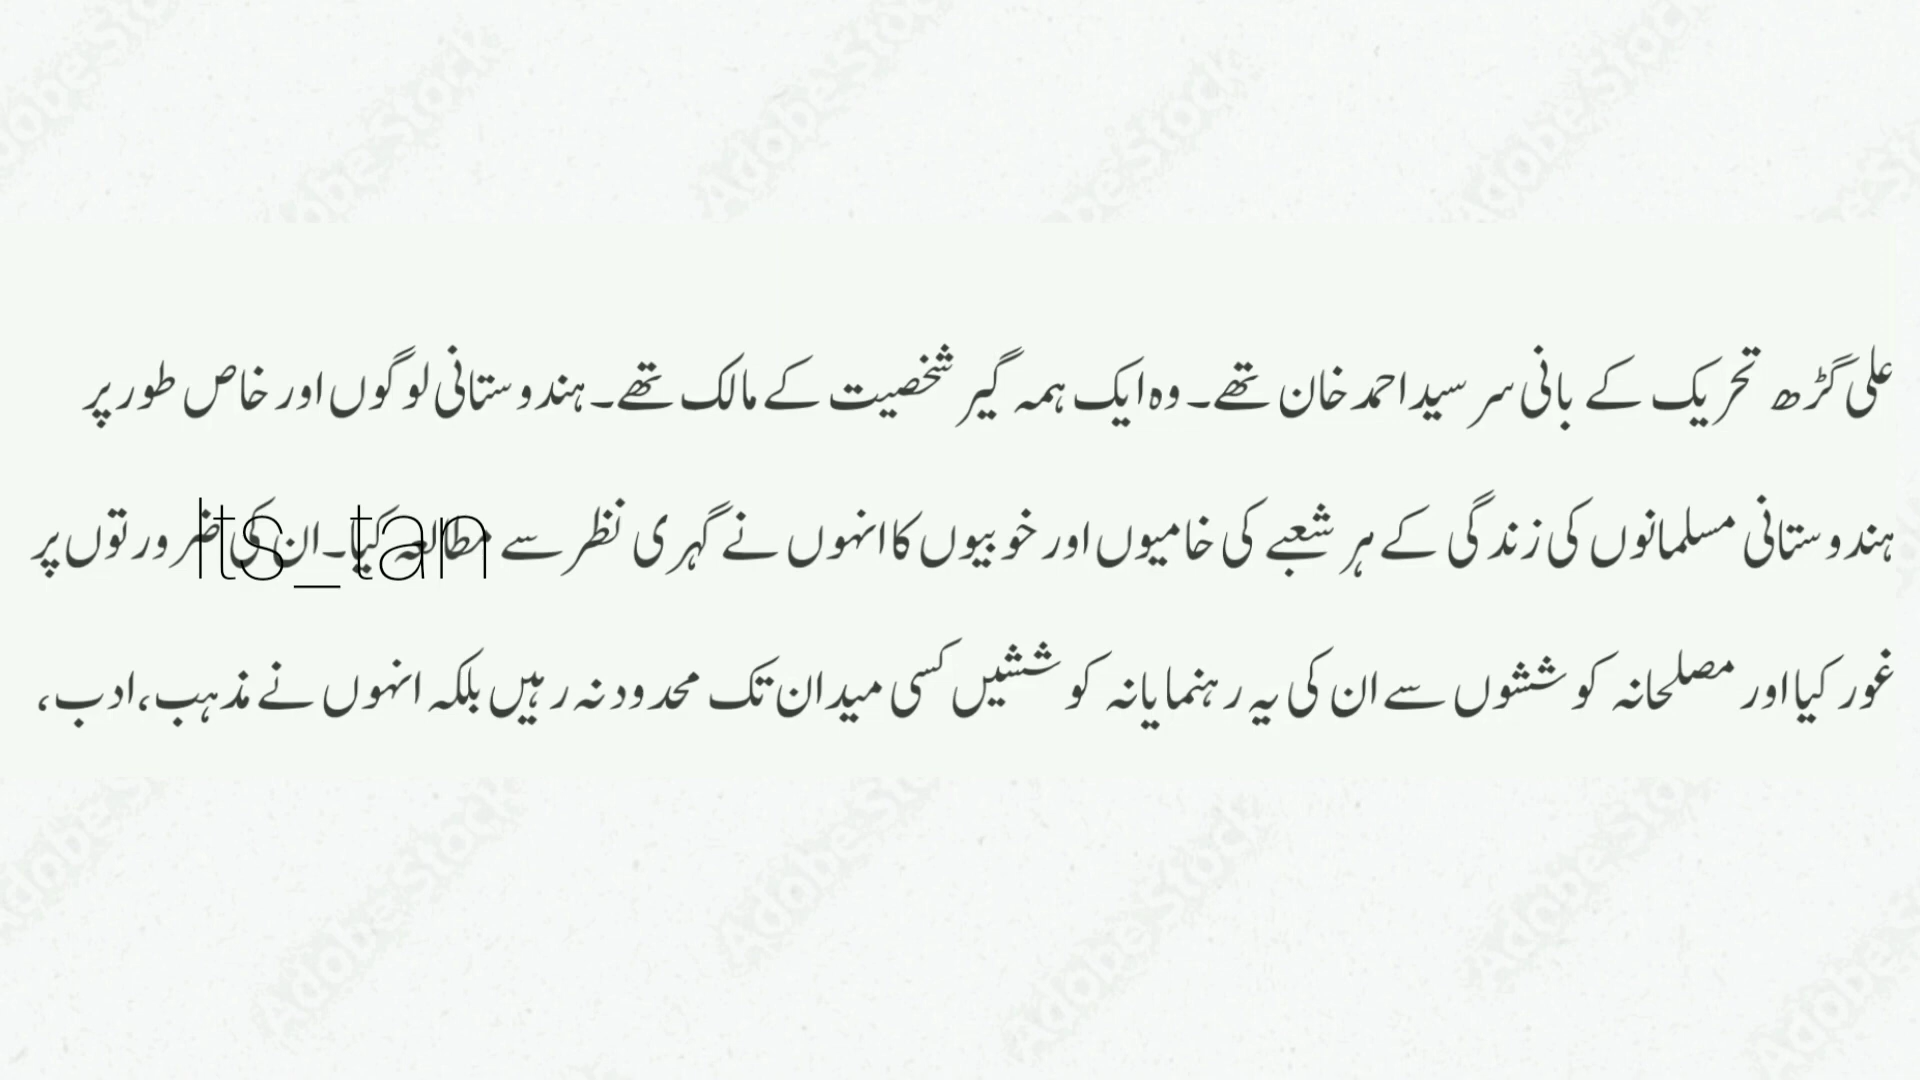 علی گڑھ تحریک کے بانی سر سید احمد خان تھے۔ وہ ایک ہمہ گیر شخصیت کے مالک تھے۔ ہندوستانی لوگوں اور خاص طور پر
ہندوستانی مسلمانوں کی زندگی کے ہر شعبے کی خامیوں اور خوبیوں کا انہوں نے گہری نظر سے مطالعہ کیا۔ ان کی ضرورتوں پر
Its_tan
غور کیا اور مصلحانہ کوششوں سے ان کی یہ رہنمایانہ کوششیں کسی میدان تک محدود نہ رہیں بلکہ انہوں نے مذہب، ادب،
Adobe Stock